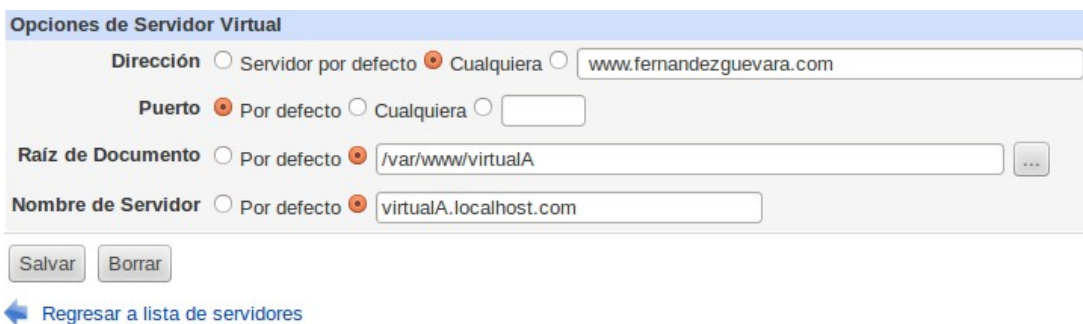 Opciones de Servidor Virtual
Dirección Servidor por defecto Cualquiera www.fernandezguevara.com
Puerto Por defecto Cualquiera
Raíz de Documento Por defecto /var/www/virtualA ...
Nombre de Servidor Por defecto virtualA.localhost.com
Salvar Borrar
Regresar a lista de servidores